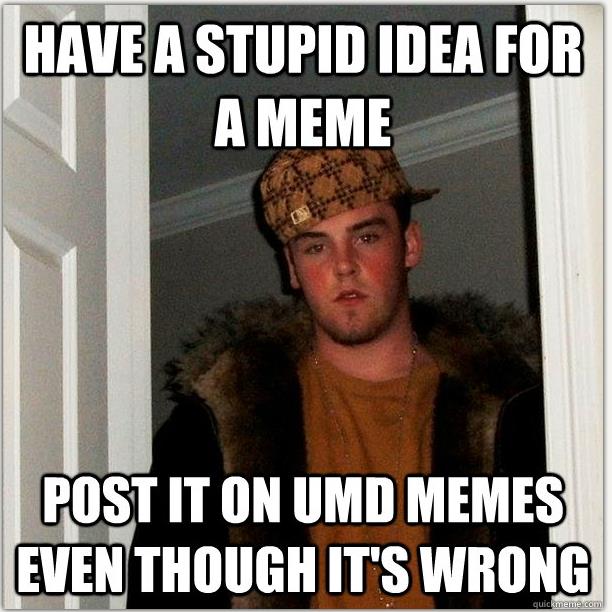 HAVE A STUPID IDEA FOR
A MEME
POST IT ON UMD MEMES
EVEN THOUGH IT'S WRONG
quickmeme.com